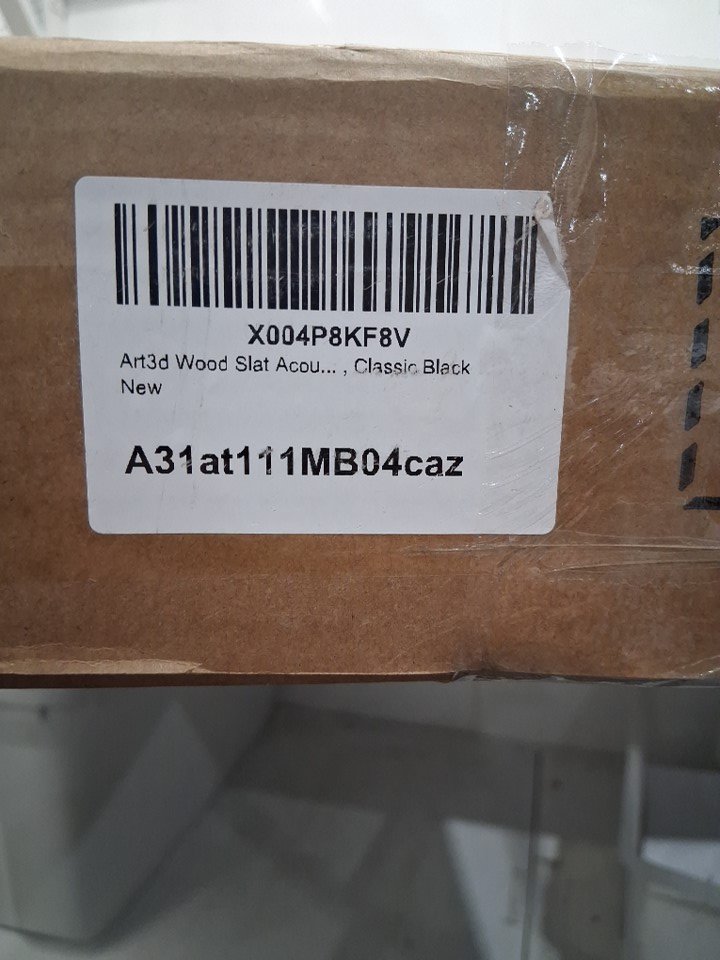 X004P8KF8V
Art3d Wood Slat Acou... , Classic Black
New
A31at111MB04caz